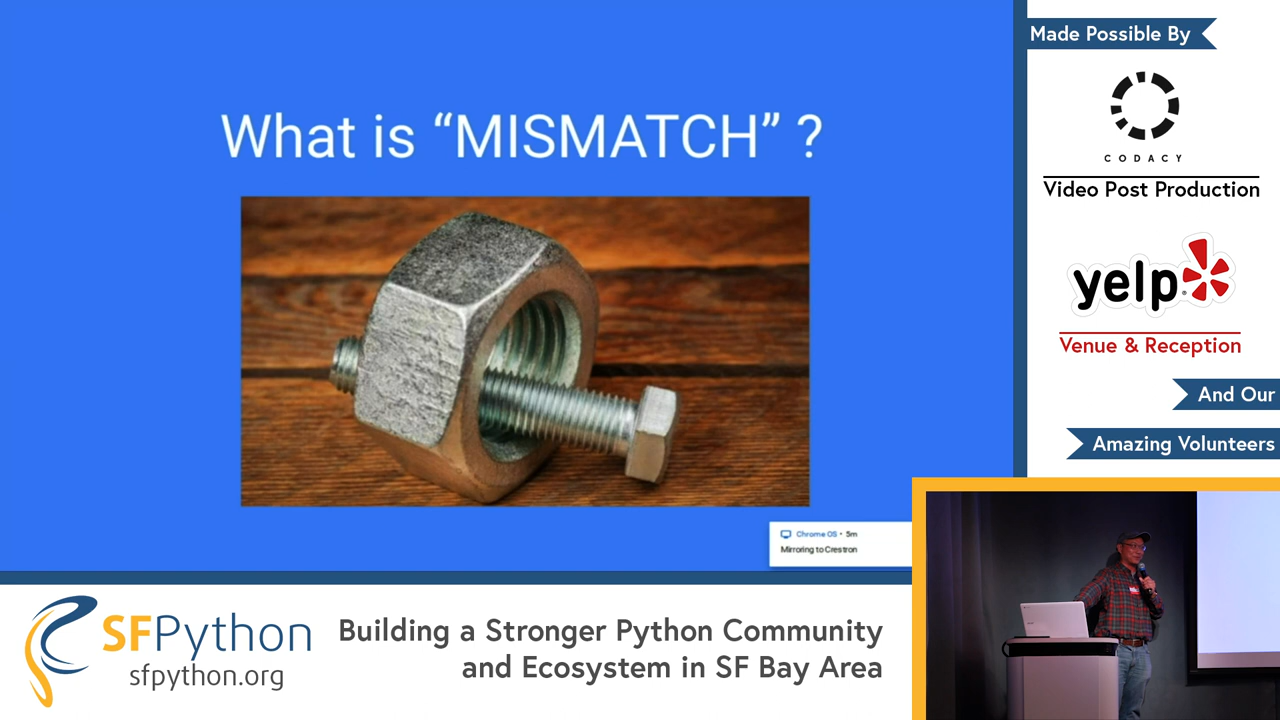 What is “MISMATCH” ?
Chrome OS • 5m
Mirroring to Crestron
Made Possible By
CODACY
Video Post Production
yelp
Venue & Reception
And Our
Amazing Volunteers
SFPython
sfpython.org
Building a Stronger Python Community
and Ecosystem in SF Bay Area